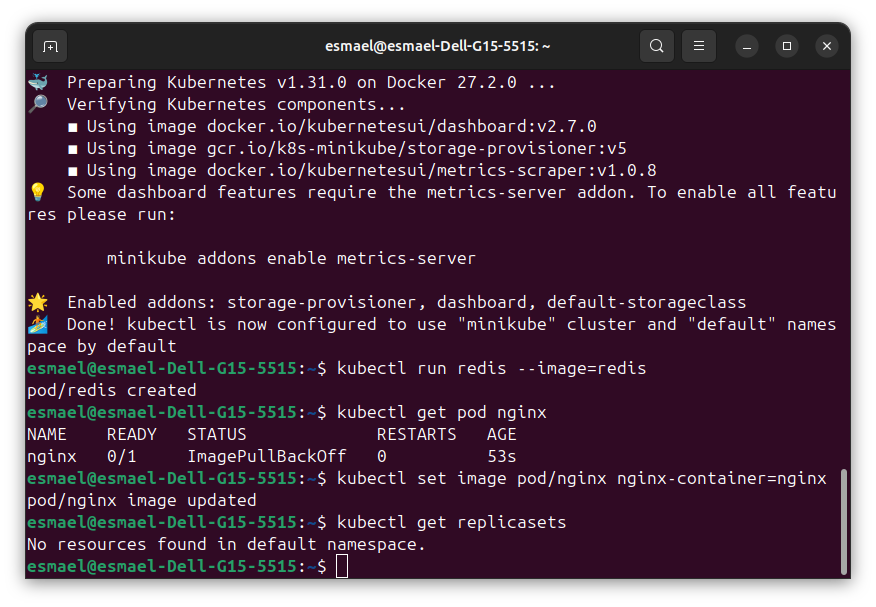 esmael@esmael-Dell-G15-5515: ~
Preparing Kubernetes v1.31.0 on Docker 27.2.0 ...
Verifying Kubernetes components...
▪ Using image docker.io/kubernetesui/dashboard:v2.7.0
▪ Using image gcr.io/k8s-minikube/storage-provisioner:v5
▪ Using image docker.io/kubernetesui/metrics-scraper:v1.0.8
Some dashboard features require the metrics-server addon. To enable all featu
res please run:
minikube addons enable metrics-server
Enabled addons: storage-provisioner, dashboard, default-storageclass
Done! kubectl is now configured to use "minikube" cluster and "default" names
pace by default
esmael@esmael-Dell-G15-5515:~$ kubectl run redis --image=redis
pod/redis created
esmael@esmael-Dell-G15-5515:~$ kubectl get pod nginx
NAME    READY   STATUS             RESTARTS   AGE
nginx   0/1     ImagePullBackOff   0          53s
esmael@esmael-Dell-G15-5515:~$ kubectl set image pod/nginx nginx-container=nginx
pod/nginx image updated
esmael@esmael-Dell-G15-5515:~$ kubectl get replicasets
No resources found in default namespace.
esmael@esmael-Dell-G15-5515:~$